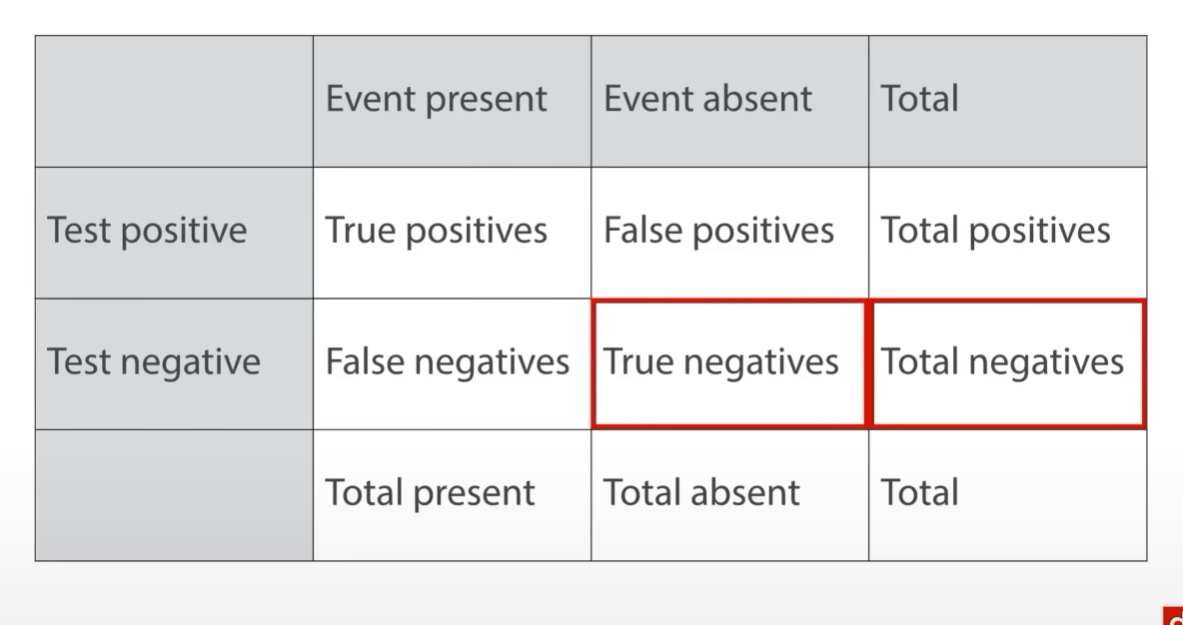 Event present Event absent Total
Test positive True positives False positives Total positives
Test negative False negatives True negatives Total negatives
Total present Total absent Total